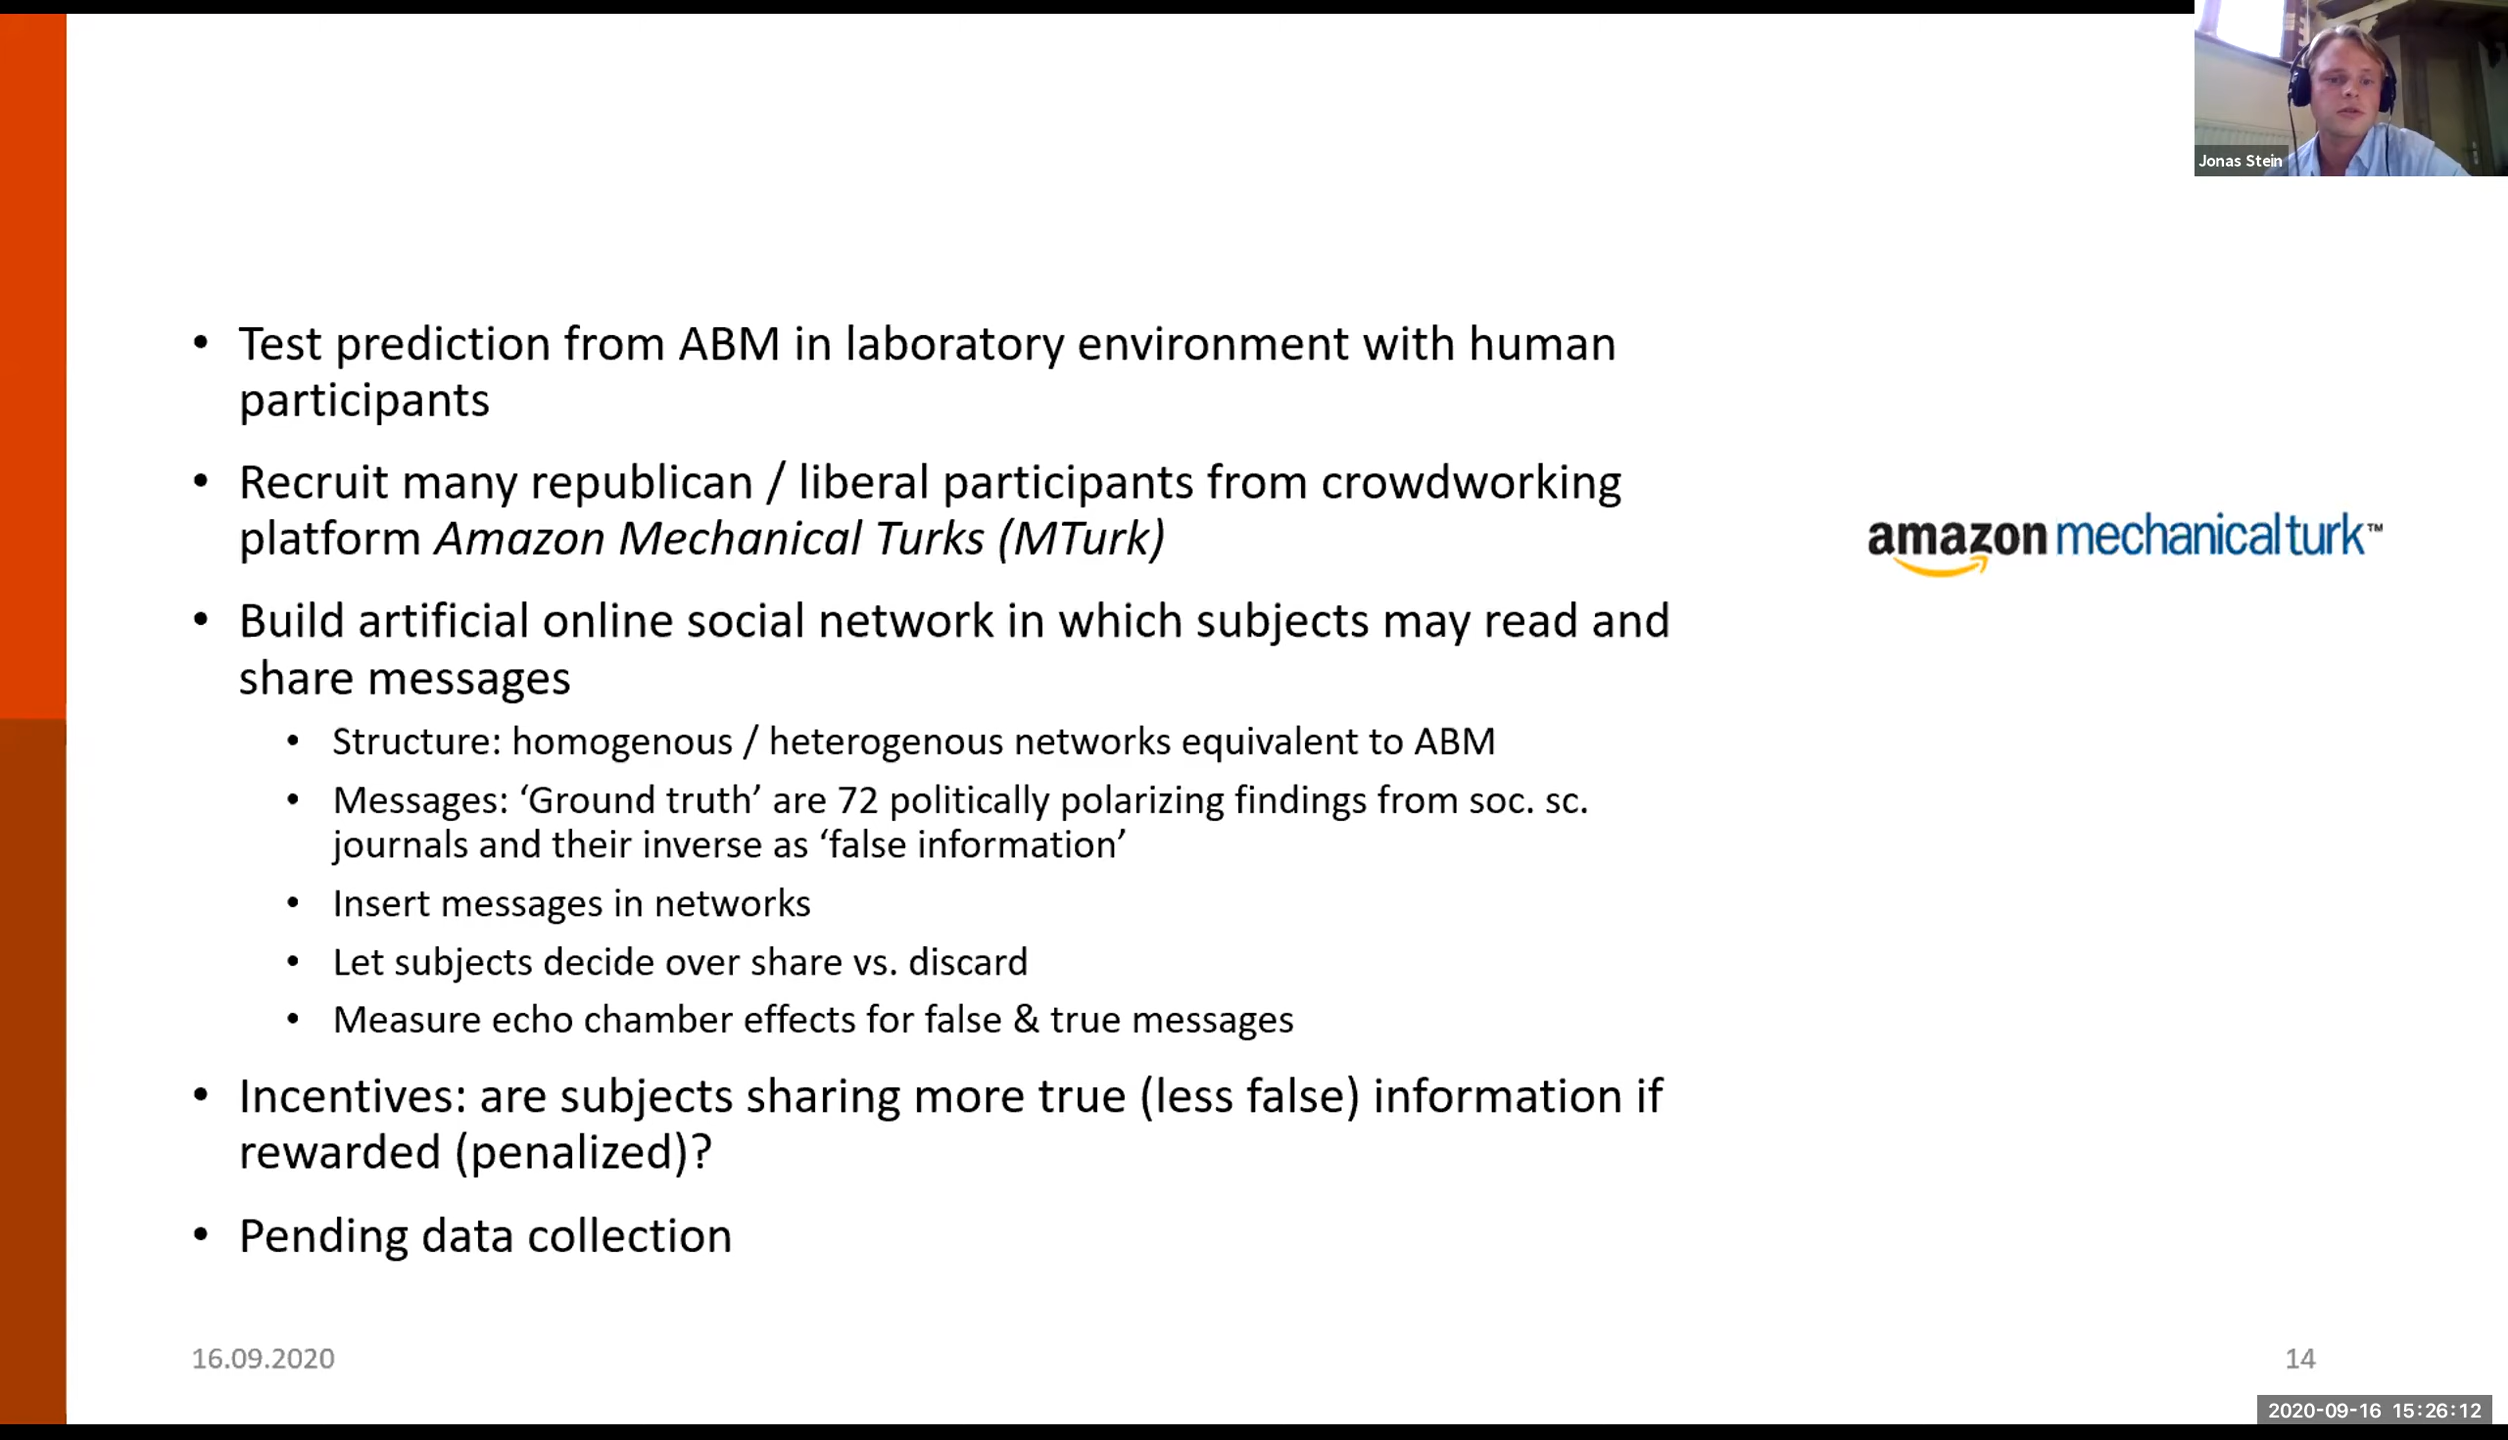 Jonas Stein
• Test prediction from ABM in laboratory environment with human
participants
• Recruit many republican / liberal participants from crowdworking
platform Amazon Mechanical Turks (MTurk)
amazon mechanical turk™
• Build artificial online social network in which subjects may read and
share messages
• Structure: homogenous / heterogenous networks equivalent to ABM
• Messages: ‘Ground truth’ are 72 politically polarizing findings from soc. sc.
journals and their inverse as ‘false information’
• Insert messages in networks
• Let subjects decide over share vs. discard
• Measure echo chamber effects for false & true messages
• Incentives: are subjects sharing more true (less false) information if
rewarded (penalized)?
• Pending data collection
16.09.2020
14
2020-09-16 15:26:12